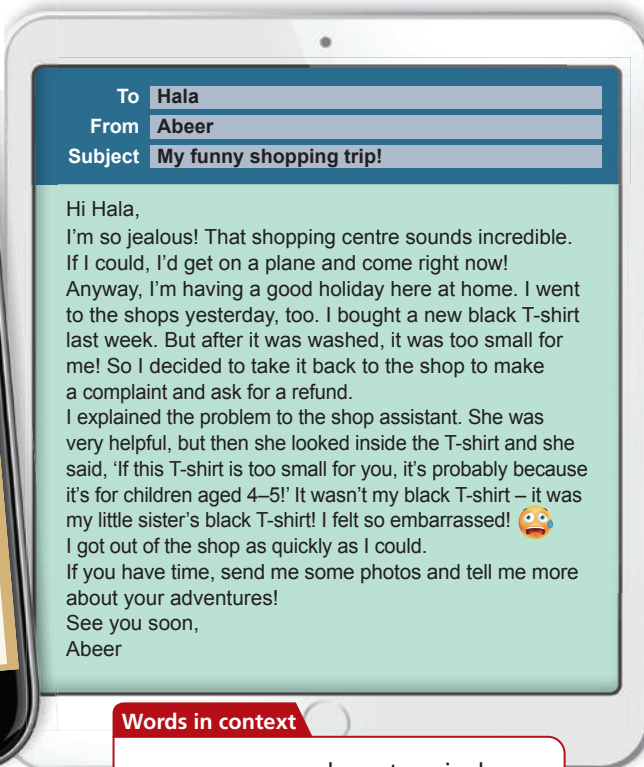 To Hala
From Abeer
Subject My funny shopping trip!
Hi Hala,
I'm so jealous! That shopping centre sounds incredible.
If I could, I'd get on a plane and come right now!
Anyway, I'm having a good holiday here at home. I went
to the shops yesterday, too. I bought a new black T-shirt
last week. But after it was washed, it was too small for
me! So I decided to take it back to the shop to make
a complaint and ask for a refund.
I explained the problem to the shop assistant. She was
very helpful, but then she looked inside the T-shirt and she
said, ‘If this T-shirt is too small for you, it's probably because
it's for children aged 4–5!’ It wasn't my black T-shirt – it was
my little sister's black T-shirt! I felt so embarrassed!
I got out of the shop as quickly as I could.
If you have time, send me some photos and tell me more
about your adventures!
See you soon,
Abeer
Words in context